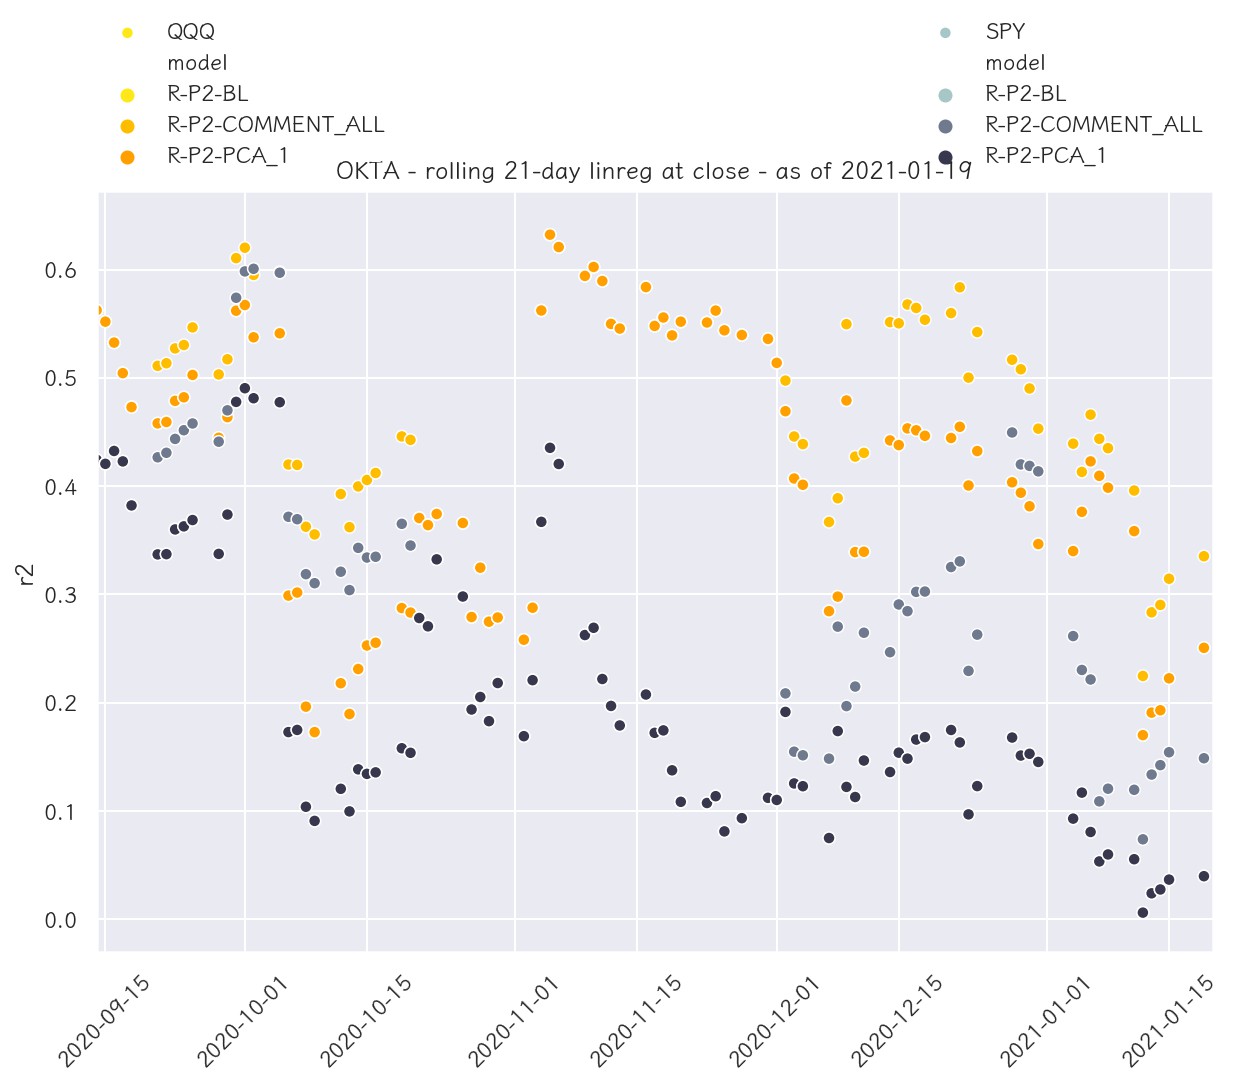 QQQ
model
R-P2-BL
R-P2-COMMENT_ALL
R-P2-PCA_1
SPY
model
R-P2-BL
R-P2-COMMENT_ALL
R-P2-PCA_1
OKTA - rolling 21-day linreg at close - as of 2021-01-19
r2
0.6
0.5
0.4
0.3
0.2
0.1
0.0
2020-09-15
2020-10-01
2020-10-15
2020-11-01
2020-11-15
2020-12-01
2020-12-15
2021-01-01
2021-01-15